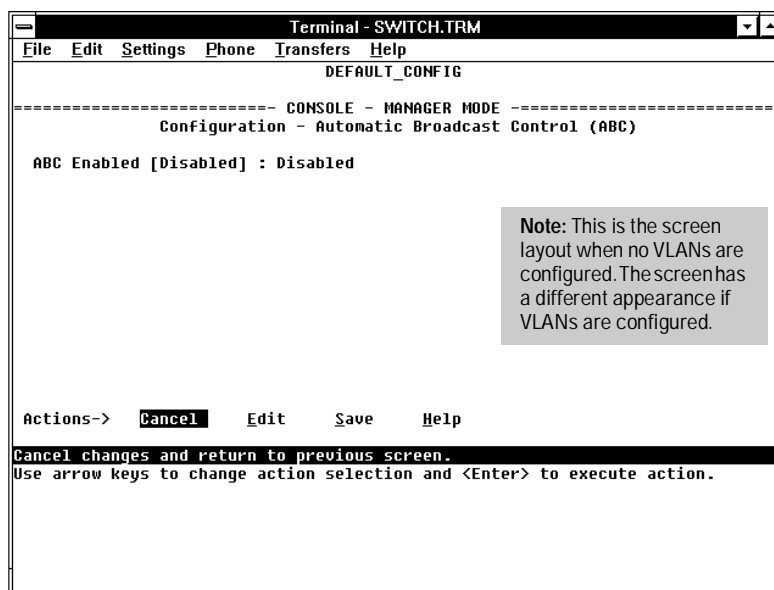 Terminal - SWITCH.TRM
File Edit Settings Phone Transfers Help
DEFAULT_CONFIG
==========================- CONSOLE - MANAGER MODE -==========================
Configuration - Automatic Broadcast Control (ABC)
ABC Enabled [Disabled] : Disabled
Note: This is the screen
layout when no VLANs are
configured. The screen has
a different appearance if
VLANs are configured.
Actions-> Cancel Edit Save Help
Cancel changes and return to previous screen.
Use arrow keys to change action selection and <Enter> to execute action.